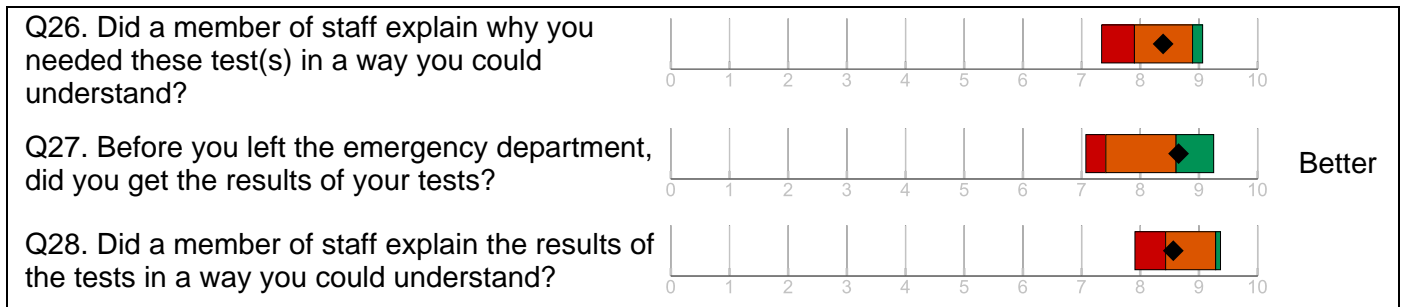 Q26. Did a member of staff explain why you
needed these test(s) in a way you could
understand?
0 1 2 3 4 5 6 7 8 9 10
Q27. Before you left the emergency department,
did you get the results of your tests?
Better
0 1 2 3 4 5 6 7 8 9 10
Q28. Did a member of staff explain the results of
the tests in a way you could understand?
0 1 2 3 4 5 6 7 8 9 10